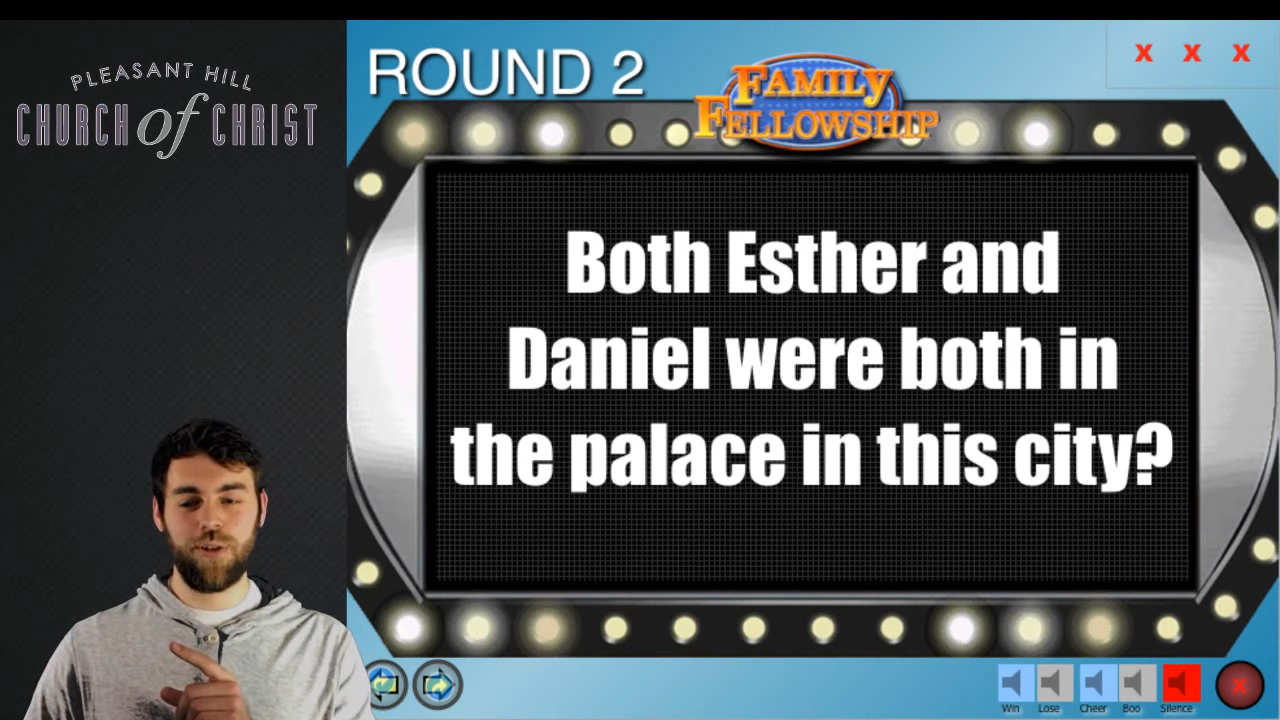 PLEASANT HILL
CHURCH of CHRIST
ROUND 2
FAMILY
FELLOWSHIP
X X X
Both Esther and
Daniel were both in
the palace in this city?
Win Lose Cheer Boo Silence
X